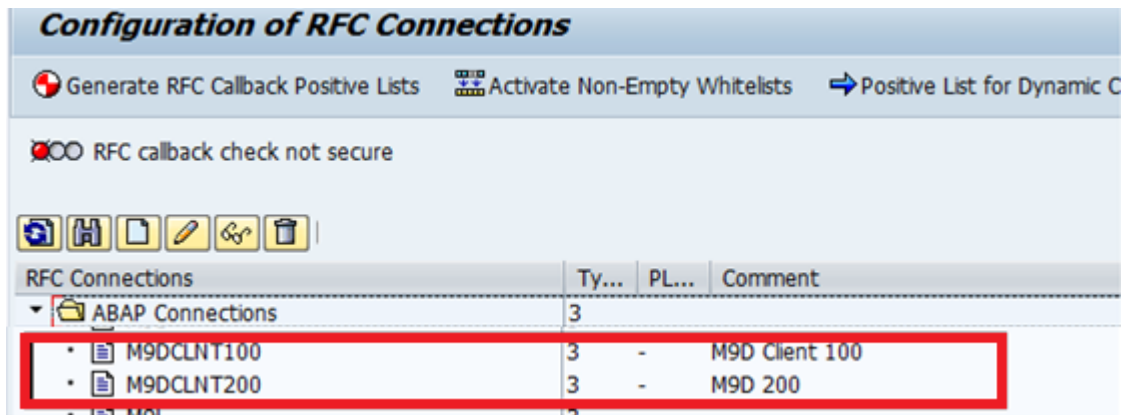 Configuration of RFC Connections
Generate RFC Callback Positive Lists Activate Non-Empty Whitelists Positive List for Dynamic C
RFC callback check not secure
RFC Connections Ty... PL... Comment
ABAP Connections 3
M9DCLNT100 3 - M9D Client 100
M9DCLNT200 3 - M9D 200